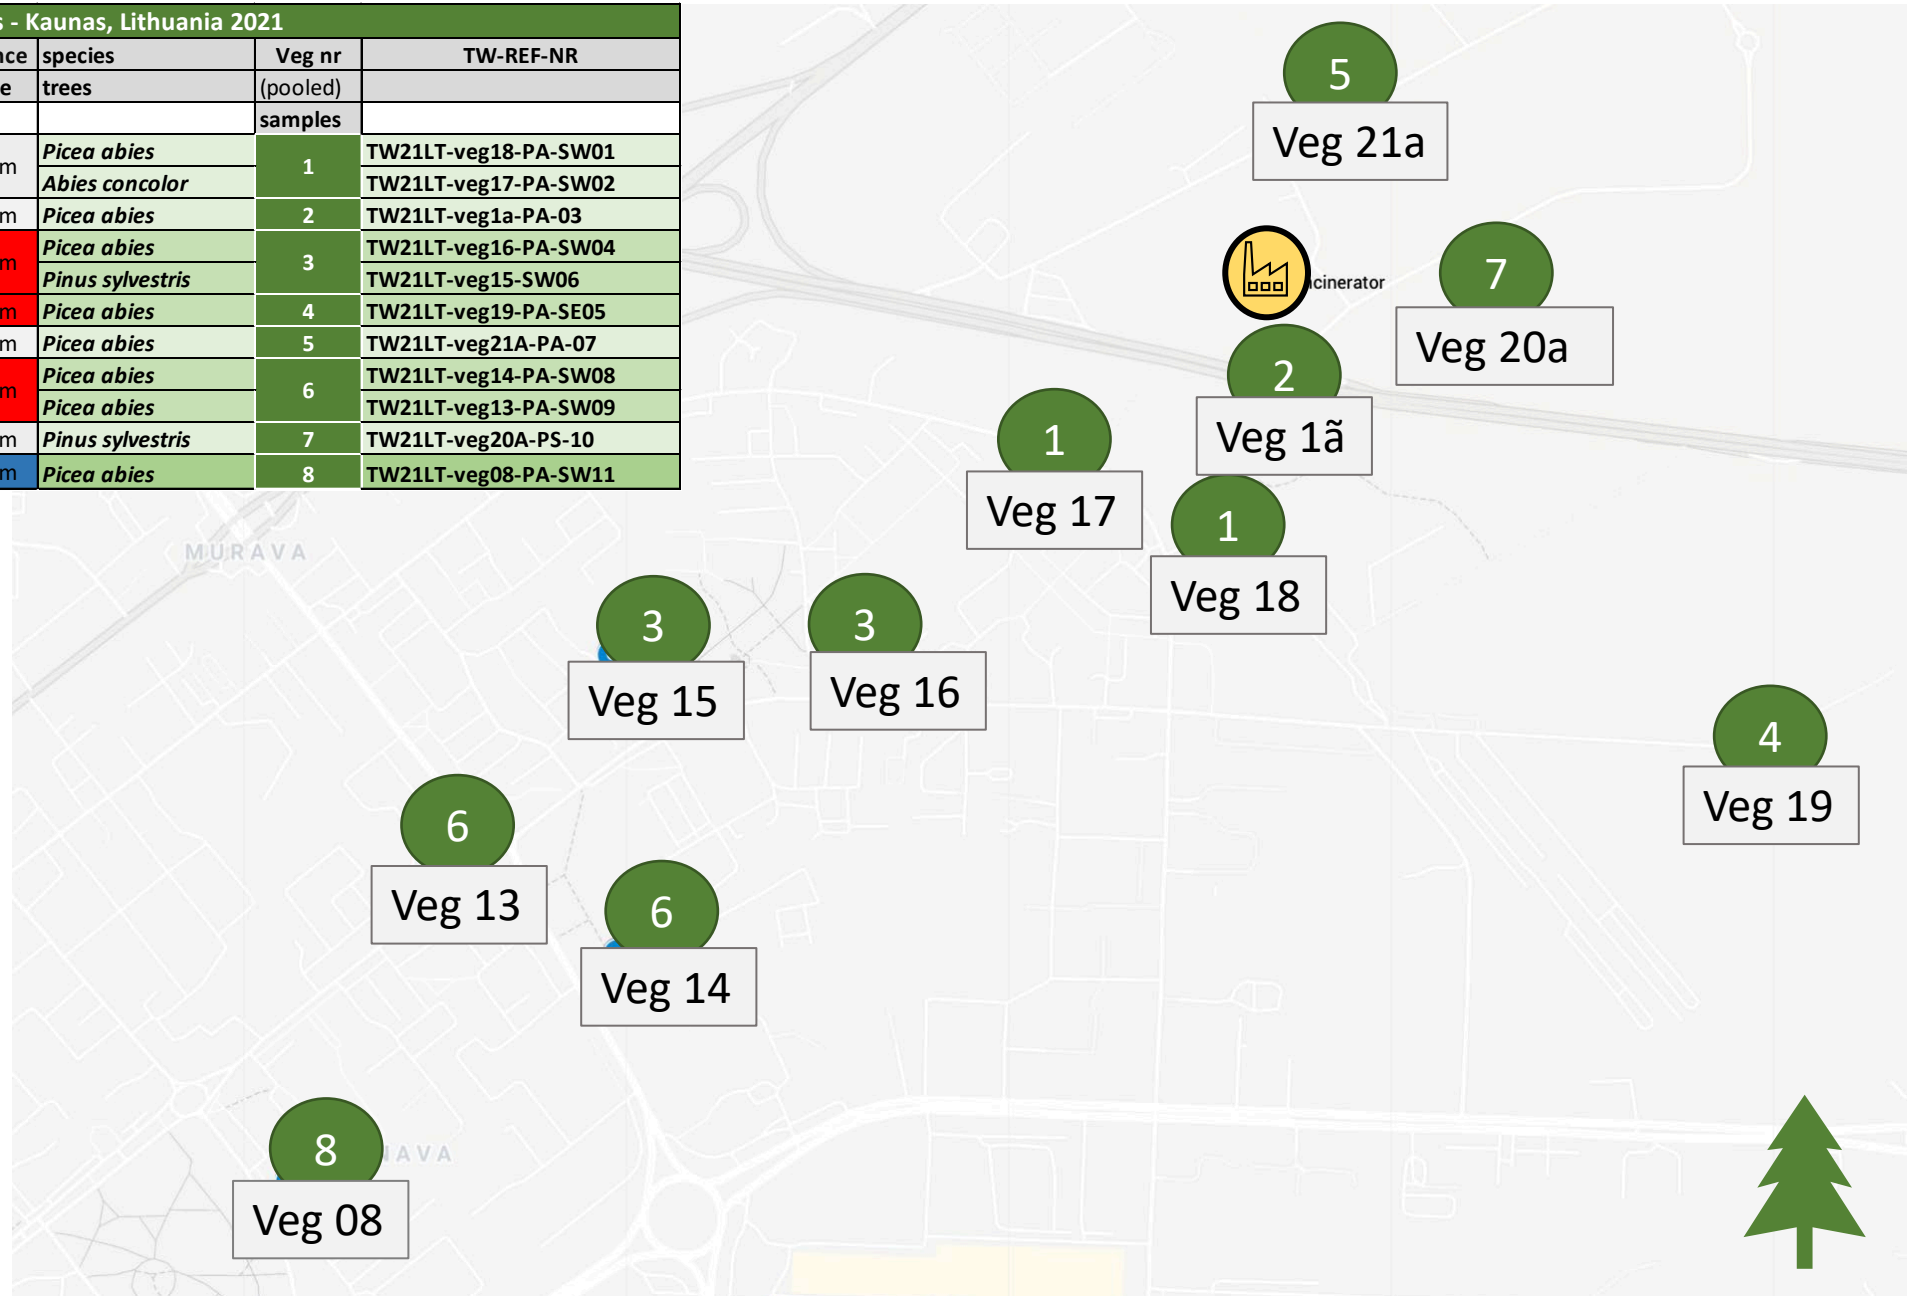 s - Kaunas, Lithuania 2021
nce species Veg nr TW-REF-NR
e trees (pooled)
samples
m Picea abies 1 TW21LT-veg18-PA-SW01
Abies concolor TW21LT-veg17-PA-SW02
m Picea abies 2 TW21LT-veg1a-PA-03
m Picea abies 3 TW21LT-veg16-PA-SW04
Pinus sylvestris TW21LT-veg15-SW06
m Picea abies 4 TW21LT-veg19-PA-SE05
m Picea abies 5 TW21LT-veg21A-PA-07
m Picea abies 6 TW21LT-veg14-PA-SW08
Picea abies TW21LT-veg13-PA-SW09
m Pinus sylvestris 7 TW21LT-veg20A-PS-10
m Picea abies 8 TW21LT-veg08-PA-SW11
5
Veg 21a
cinerator
7
Veg 20a
2
Veg 1ã
1
Veg 17
1
Veg 18
MURAVA
3
Veg 15
3
Veg 16
4
Veg 19
6
Veg 13
6
Veg 14
8
AVA
Veg 08